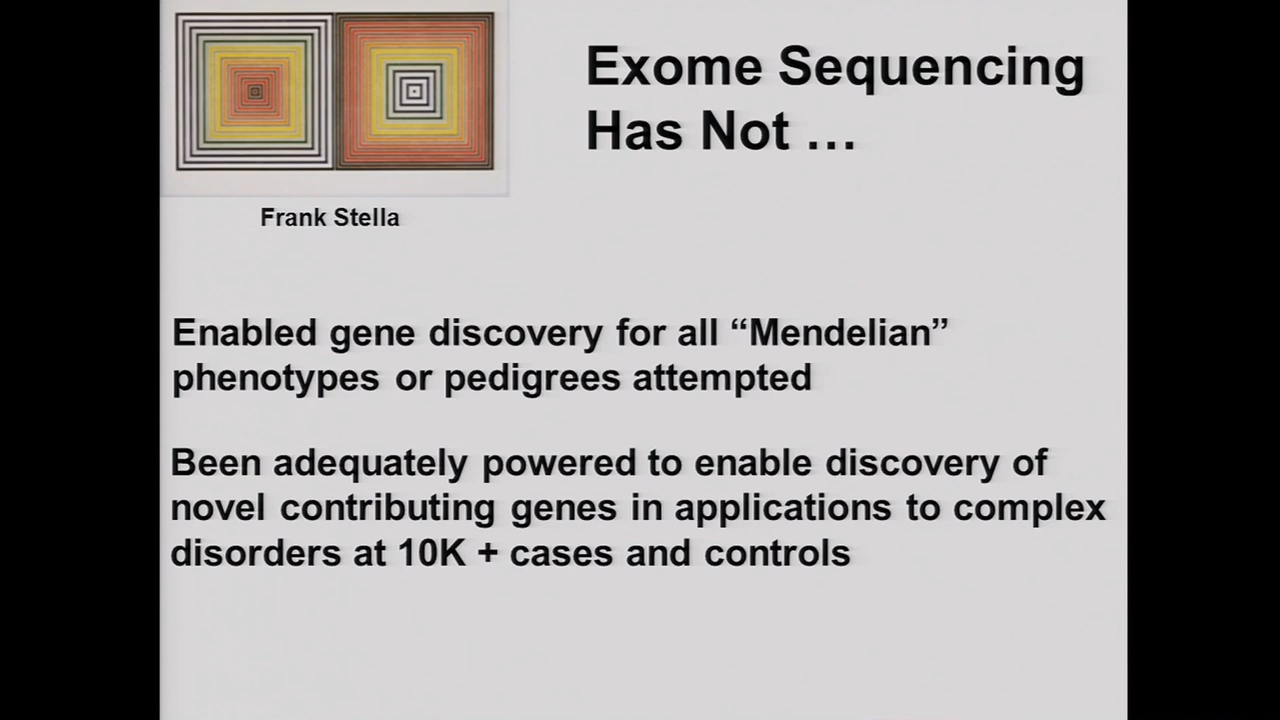 Exome Sequencing
Has Not …
Frank Stella
Enabled gene discovery for all “Mendelian”
phenotypes or pedigrees attempted
Been adequately powered to enable discovery of
novel contributing genes in applications to complex
disorders at 10K + cases and controls